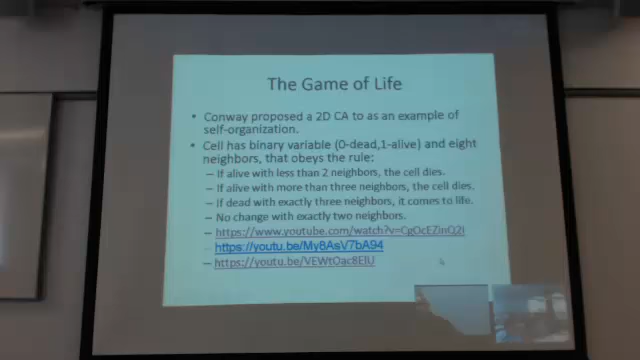 The Game of Life
• Conway proposed a 2D CA to as an example of
self-organization.
• Cell has binary variable (0-dead,1-alive) and eight
neighbors, that obeys the rule:
– If alive with less than 2 neighbors, the cell dies.
– If alive with more than three neighbors, the cell dies.
– If dead with exactly three neighbors, it comes to life.
– No change with exactly two neighbors.
– https://www.youtube.com/watch?v=CgOcEZinQ2I
– https://youtu.be/My8AsV7bA94
– https://youtu.be/VEWtOac8EIU